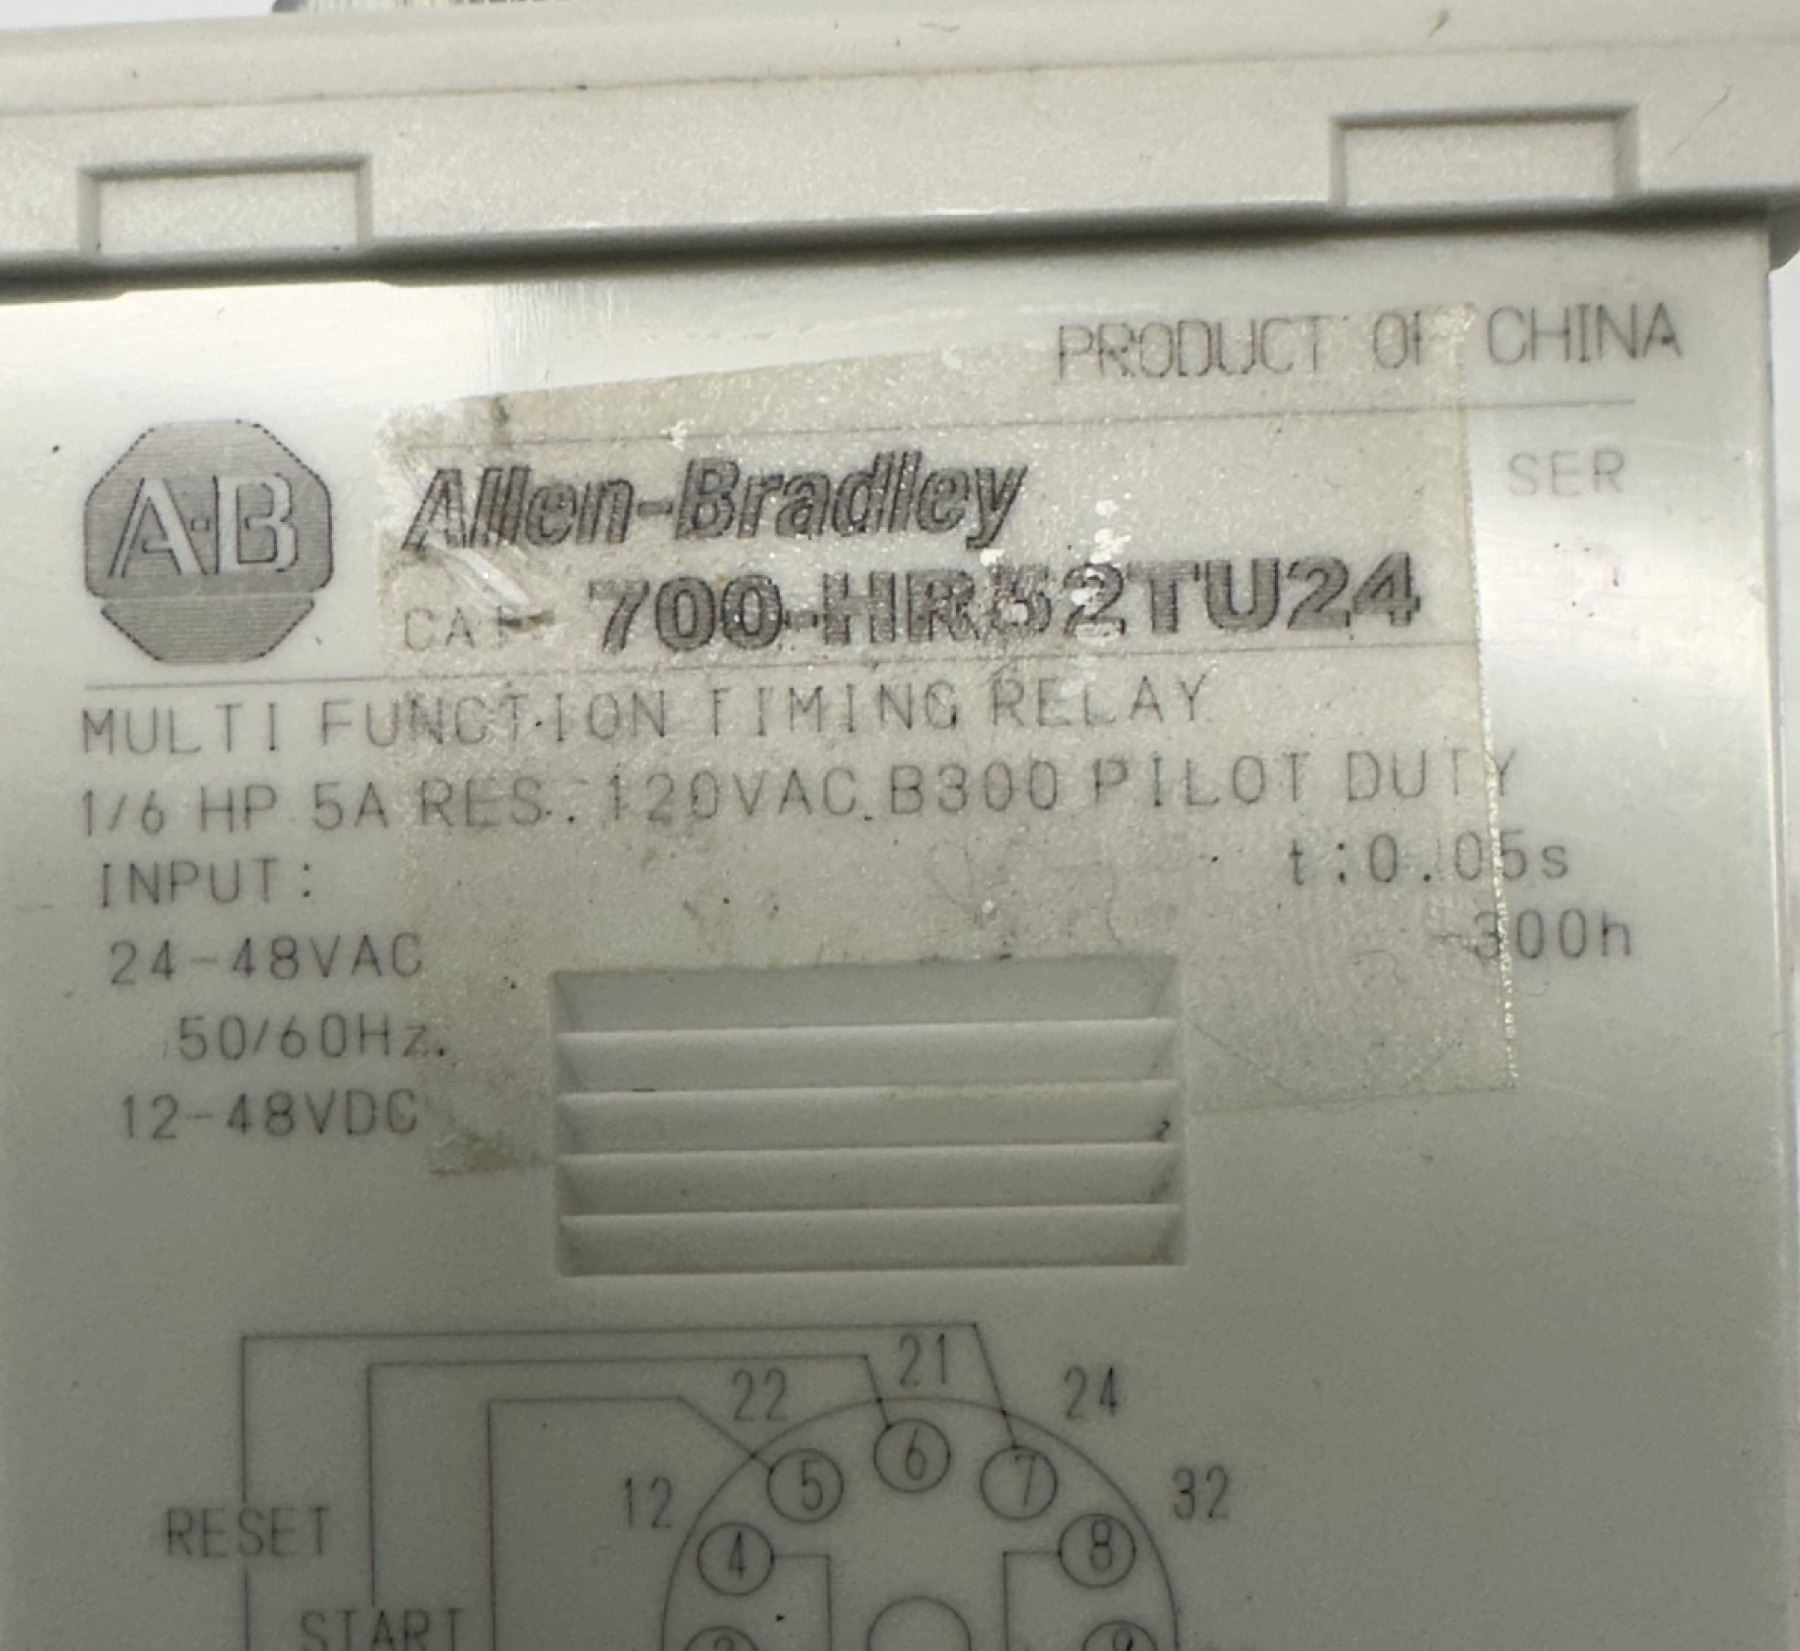 PRODUCT OF CHINA
A-B Allen-Bradley SER
CAT. 700-HR52TU24
MULTI FUNCTION TIMING RELAY
1/6 HP 5A RES.. 120VAC.B300 PILOT DUTY
INPUT: t:0.05s
24-48VAC -300h
50/60Hz.
12-48VDC
21
22 24
6
12 5 7 32
RESET 4 8
START